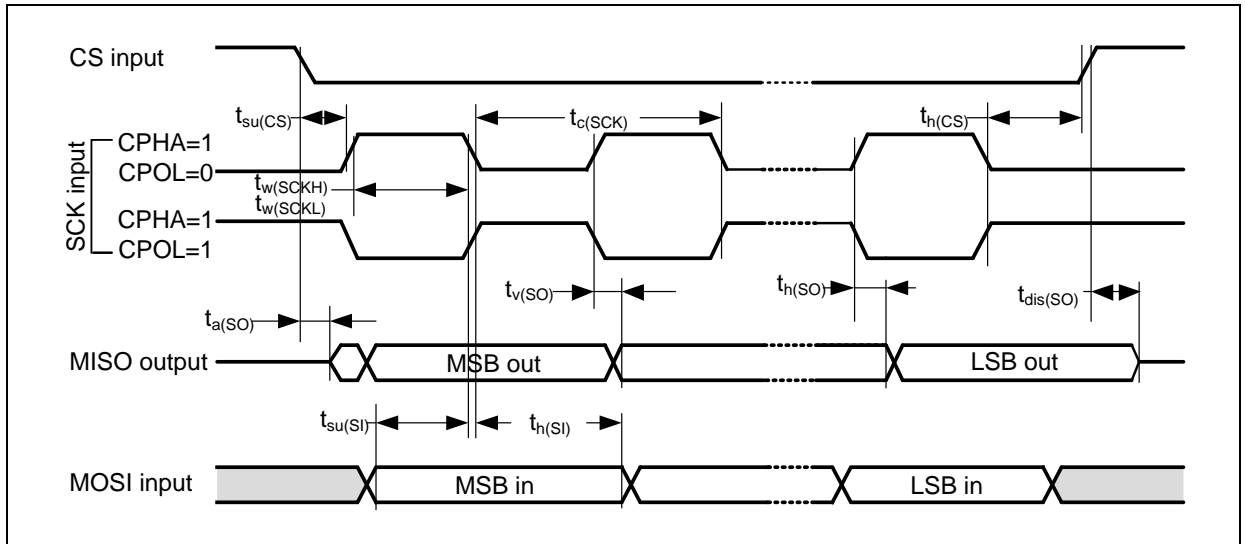 CS input
tsu(CS)
tc(SCK)
th(CS)
SCK input
CPHA=1
CPOL=0
tw(SCKH)
tw(SCKL)
CPHA=1
CPOL=1
tv(SO)
th(SO)
tdis(SO)
ta(SO)
MISO output
MSB out
LSB out
tsu(SI)
th(SI)
MOSI input
MSB in
LSB in